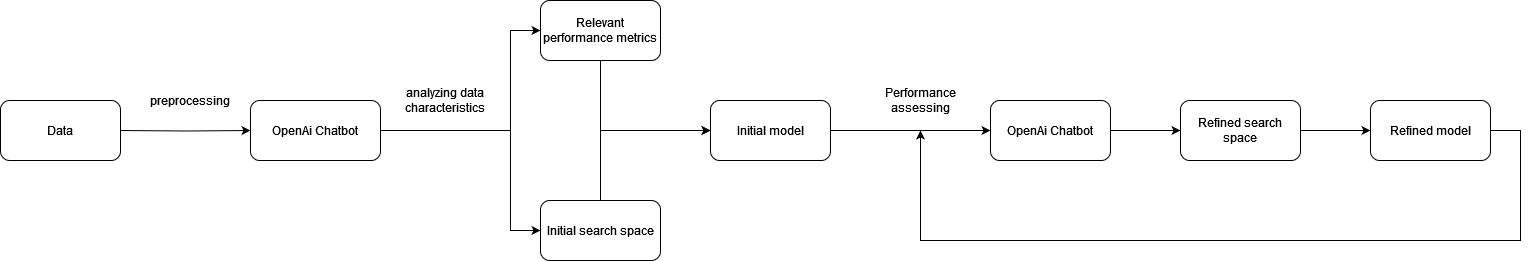 Data
preprocessing
OpenAi Chatbot
analyzing data
characteristics
Relevant
performance metrics
Initial search space
Initial model
Performance
assessing
OpenAi Chatbot
Refined search
space
Refined model